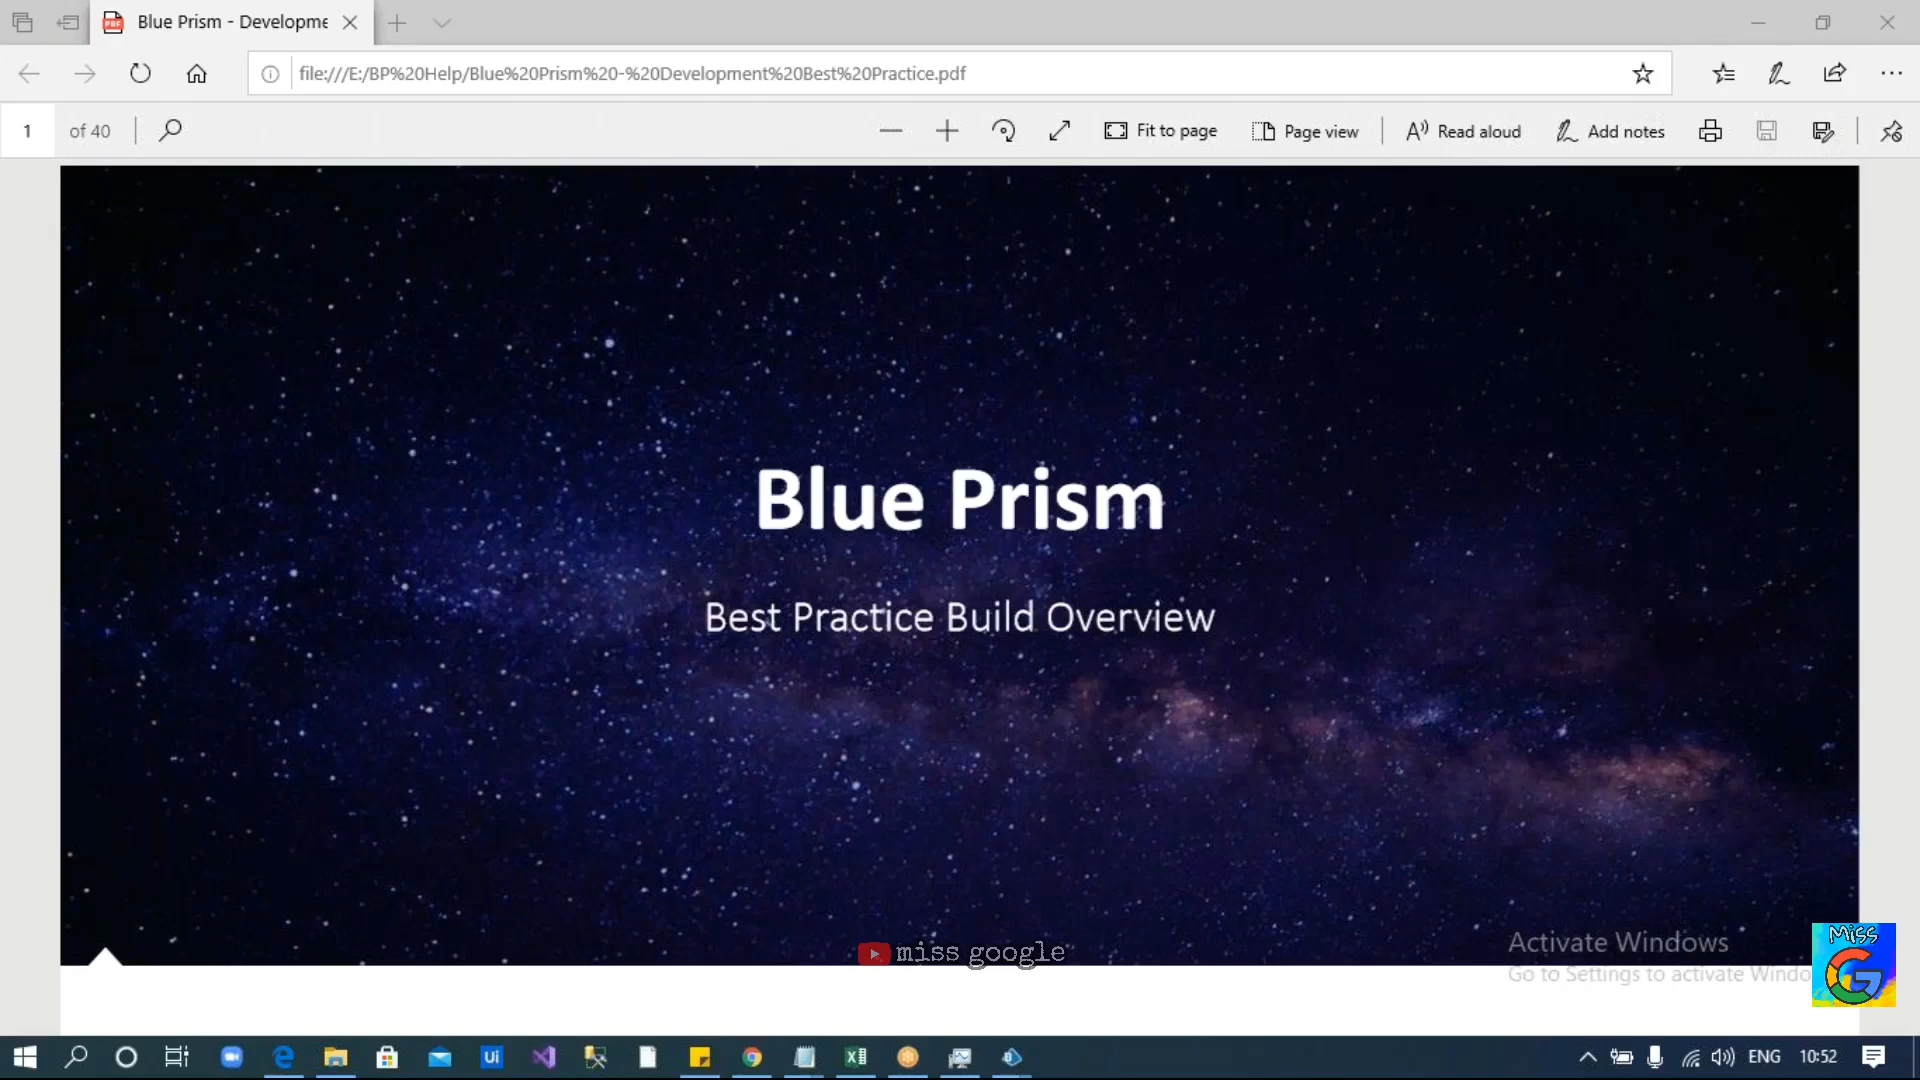 Blue Prism - Developme
file:///E:/BP%20Help/Blue%20Prism%20-%20Development%20Best%20Practice.pdf
1 of 40
Fit to page
Page view
Read aloud
Add notes
Blue Prism
Best Practice Build Overview
miss google
Activate Windows
Go to Settings to activate Windo
Miss
G
Ui
ENG
10:52